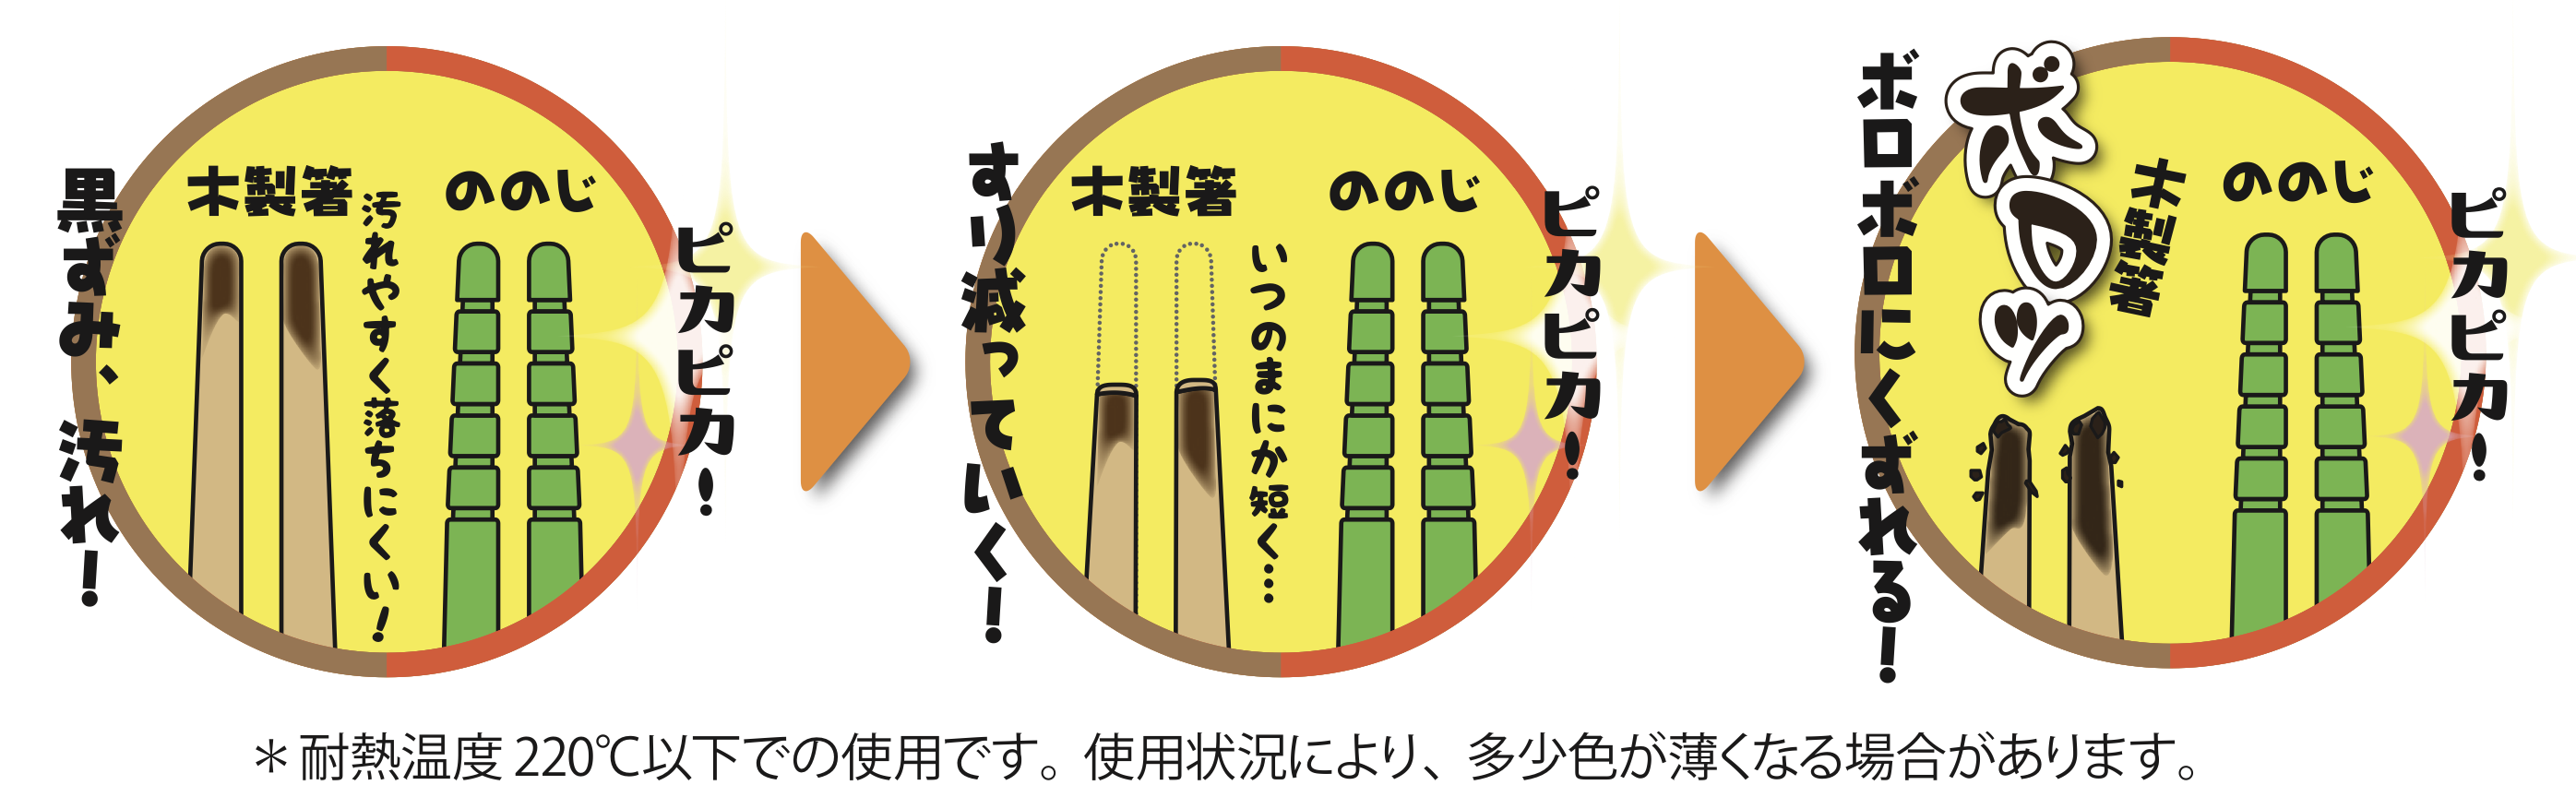 黒ずみ、汚れ！
木製箸
汚れやすく落ちにくい！
ののじ
ピカピカ！
すり減っていく！
木製箸
いつのまにか短く…
ののじ
ピカピカ！
ボロボロにくずれる！
ボロッ
木製箸
ののじ
ピカピカ！
＊耐熱温度220℃以下での使用です。使用状況により、多少色が薄くなる場合があります。